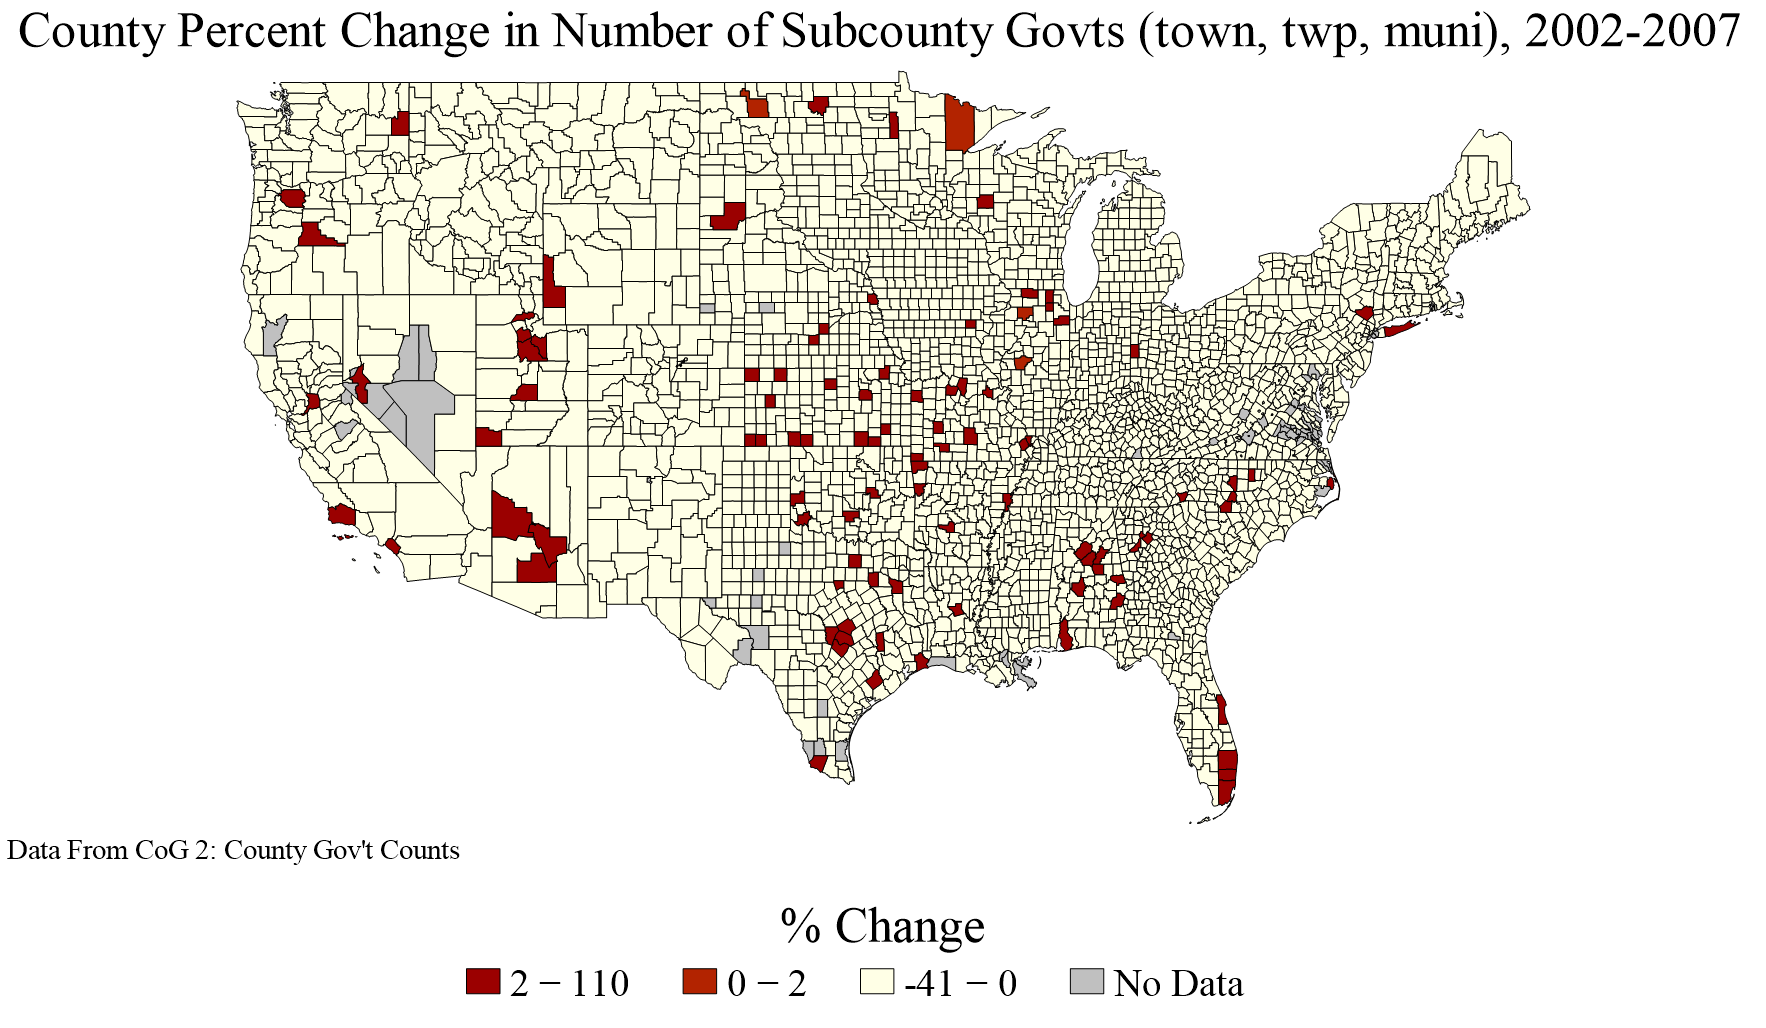 County Percent Change in Number of Subcounty Govts (town, twp, muni), 2002-2007
Data From CoG 2: County Gov't Counts
% Change
2 − 110 0 − 2 -41 − 0 No Data